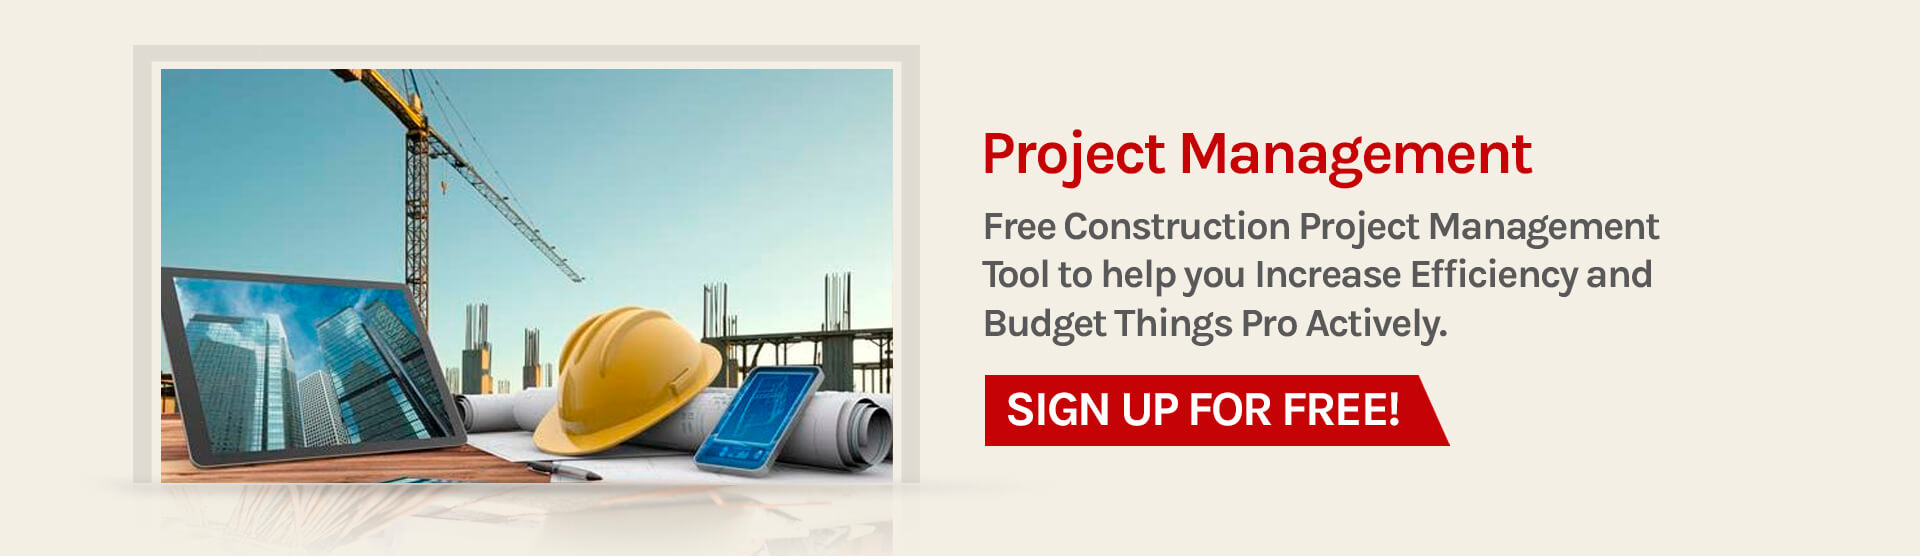 Project Management
Free Construction Project Management
Tool to help you Increase Efficiency and
Budget Things Pro Actively.
SIGN UP FOR FREE!